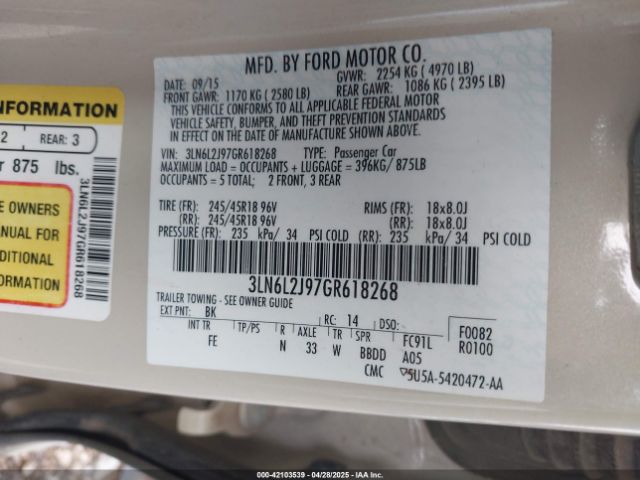 MFD. BY FORD MOTOR CO.
DATE: 09/15
GVWR: 2254 KG ( 4970 LB)
FRONT GAWR: 1170 KG ( 2580 LB)
REAR GAWR: 1086 KG ( 2395 LB)
THIS VEHICLE CONFORMS TO ALL APPLICABLE FEDERAL MOTOR
VEHICLE SAFETY, BUMPER, AND THEFT PREVENTION STANDARDS
IN EFFECT ON THE DATE OF MANUFACTURE SHOWN ABOVE.
VIN: 3LN6L2J97GR618268 TYPE: Passenger Car
MAXIMUM LOAD = OCCUPANTS + LUGGAGE = 396KG/ 875LB
OCCUPANTS = 5 TOTAL; 2 FRONT, 3 REAR
TIRE (FR): 245/45R18 96V RIMS (FR): 18x8.0J
(RR): 245/45R18 96V (RR): 18x8.0J
PRESSURE (FR): 235 kPa/ 34 PSI COLD (RR): 235 kPa/ 34 PSI COLD
3LN6L2J97GR618268
TRAILER TOWING - SEE OWNER GUIDE
EXT PNT: BK RC: 14 DSO:
INT TR TP/PS R AXLE TR SPR FC91L
FE N 33 W BBDD A05
CMC 5U5A-5420472-AA
F0082
R0100
INFORMATION
2 REAR: 3
r 875 lbs.
E OWNERS
ANUAL FOR
DITIONAL
ORMATION
3LN6L2J97GR618268
000-42103539 - 04/28/2025 - IAAI.COM